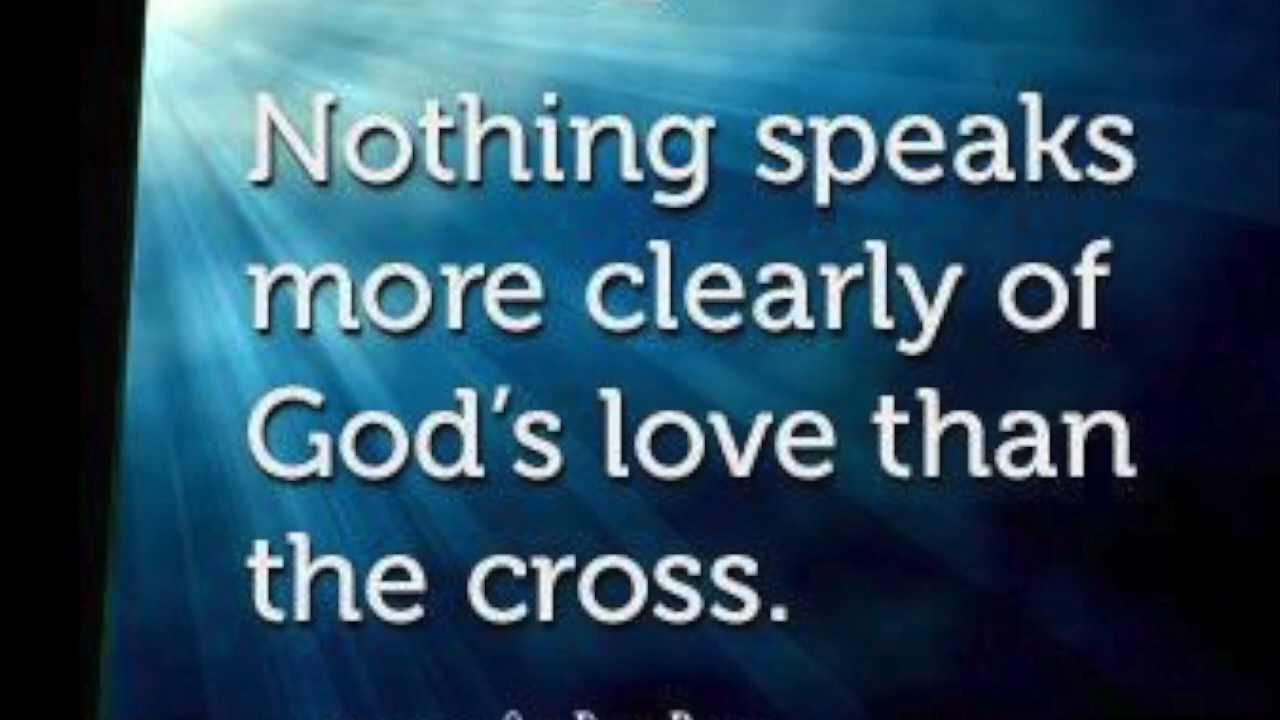 Nothing speaks
more clearly of
God's love than
the cross.